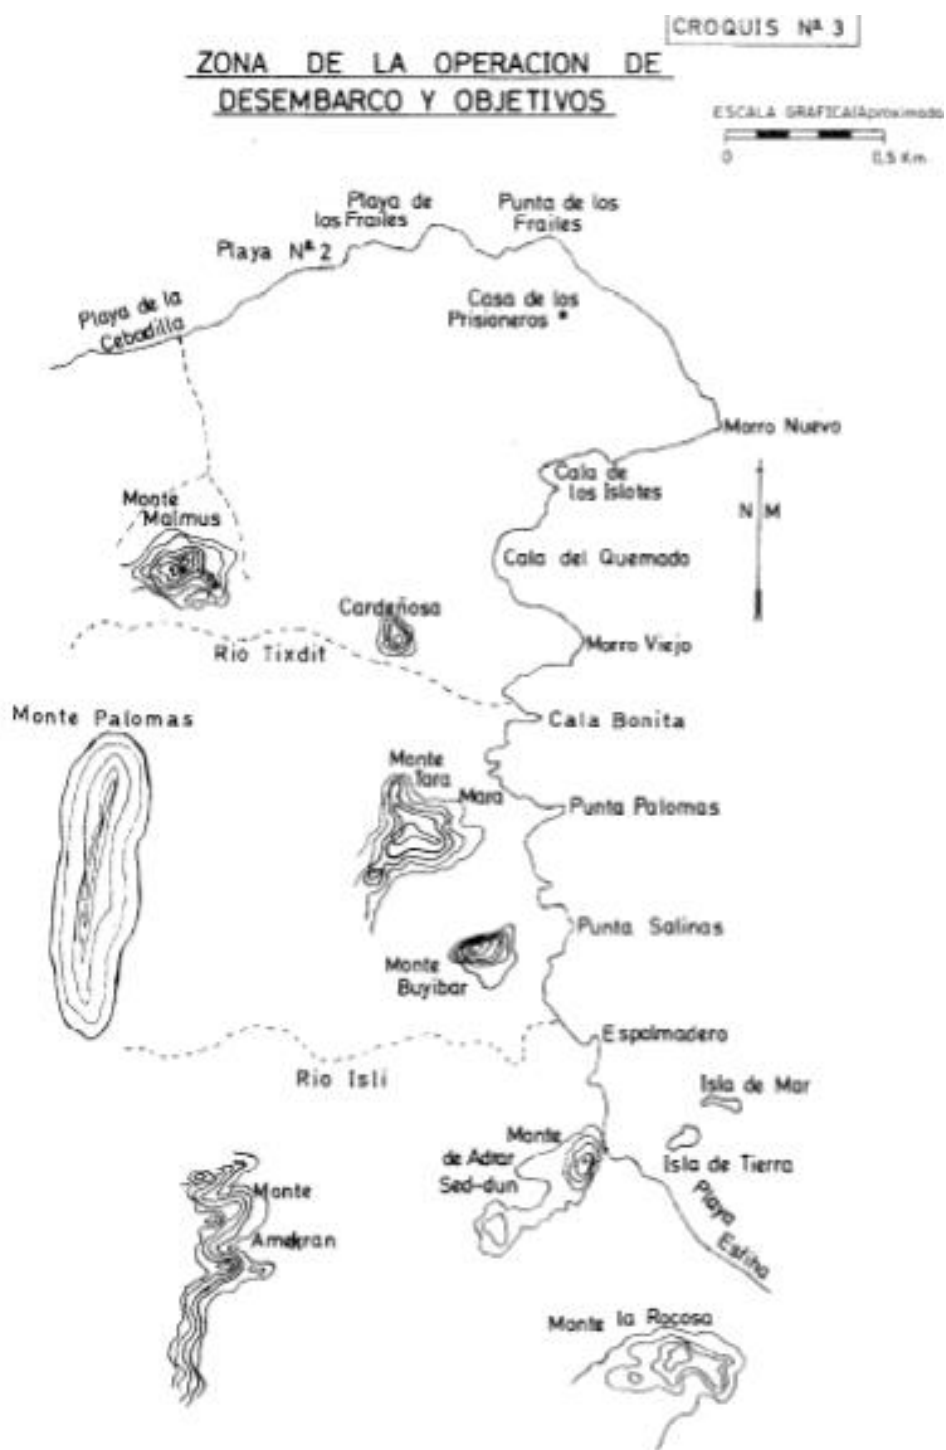 CROQUIS Nª 3
ZONA DE LA OPERACION DE
DESEMBARCO Y OBJETIVOS
ESCALA GRAFICA (Aproximada
0 0,5 Km
Playa de
los Frailes
Punta de los
Frailes
Playa Nª 2
Casa de los
Prisioneros
Playa de la
Cebadilla
Morro Nuevo
Cala de
los Islotes
N M
Monte
Malmus
Cala del Quemado
Cardeñosa
Morro Viejo
Rio Tixdit
Monte Palomas
Cala Bonita
Monte
Tara
Mara
Punta Palomas
Punta Salinas
Monte
Buyibar
Espalmadero
Rio Isli
Isla de Mar
Isla de Tierra
Monte
de Adrar
Sed-dun
Playa
Esfiha
Monte
Amekran
Monte la Rocosa